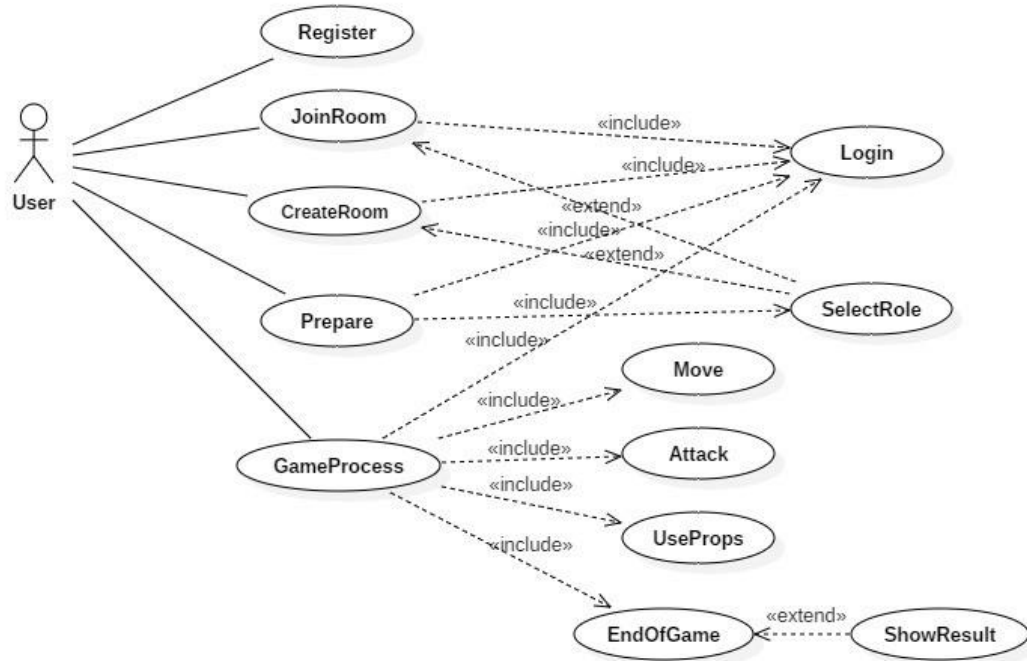 Register
JoinRoom
«include»
Login
User
«include»
CreateRoom
«extend»
«include»
«extend»
Prepare
«include»
SelectRole
«include»
Move
«include»
«include»
Attack
GameProcess
«include»
UseProps
«include»
EndOfGame
«extend»
ShowResult